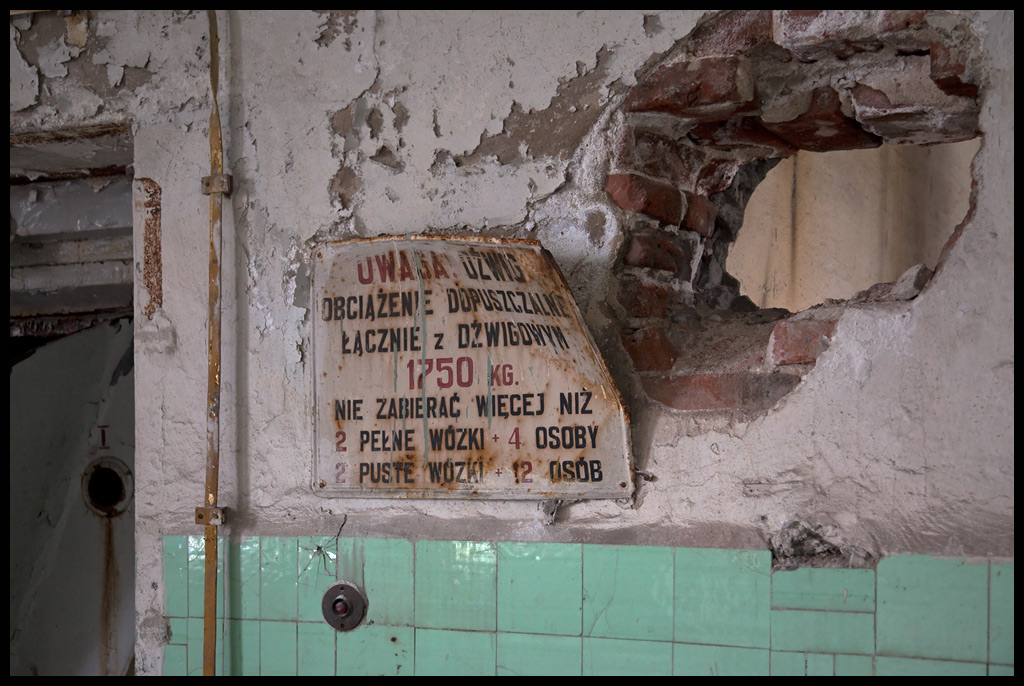 UWAGA. DŹWIG
OBCIĄŻENIE DOPUSZCZALNE
ŁĄCZNIE z DŹWIGOWYM
1750 KG.
NIE ZABIERAĆ WIĘCEJ NIŻ
2 PEŁNE WÓZKI + 4 OSOBY
2 PUSTE WÓZKI + 12 OSÓB
I